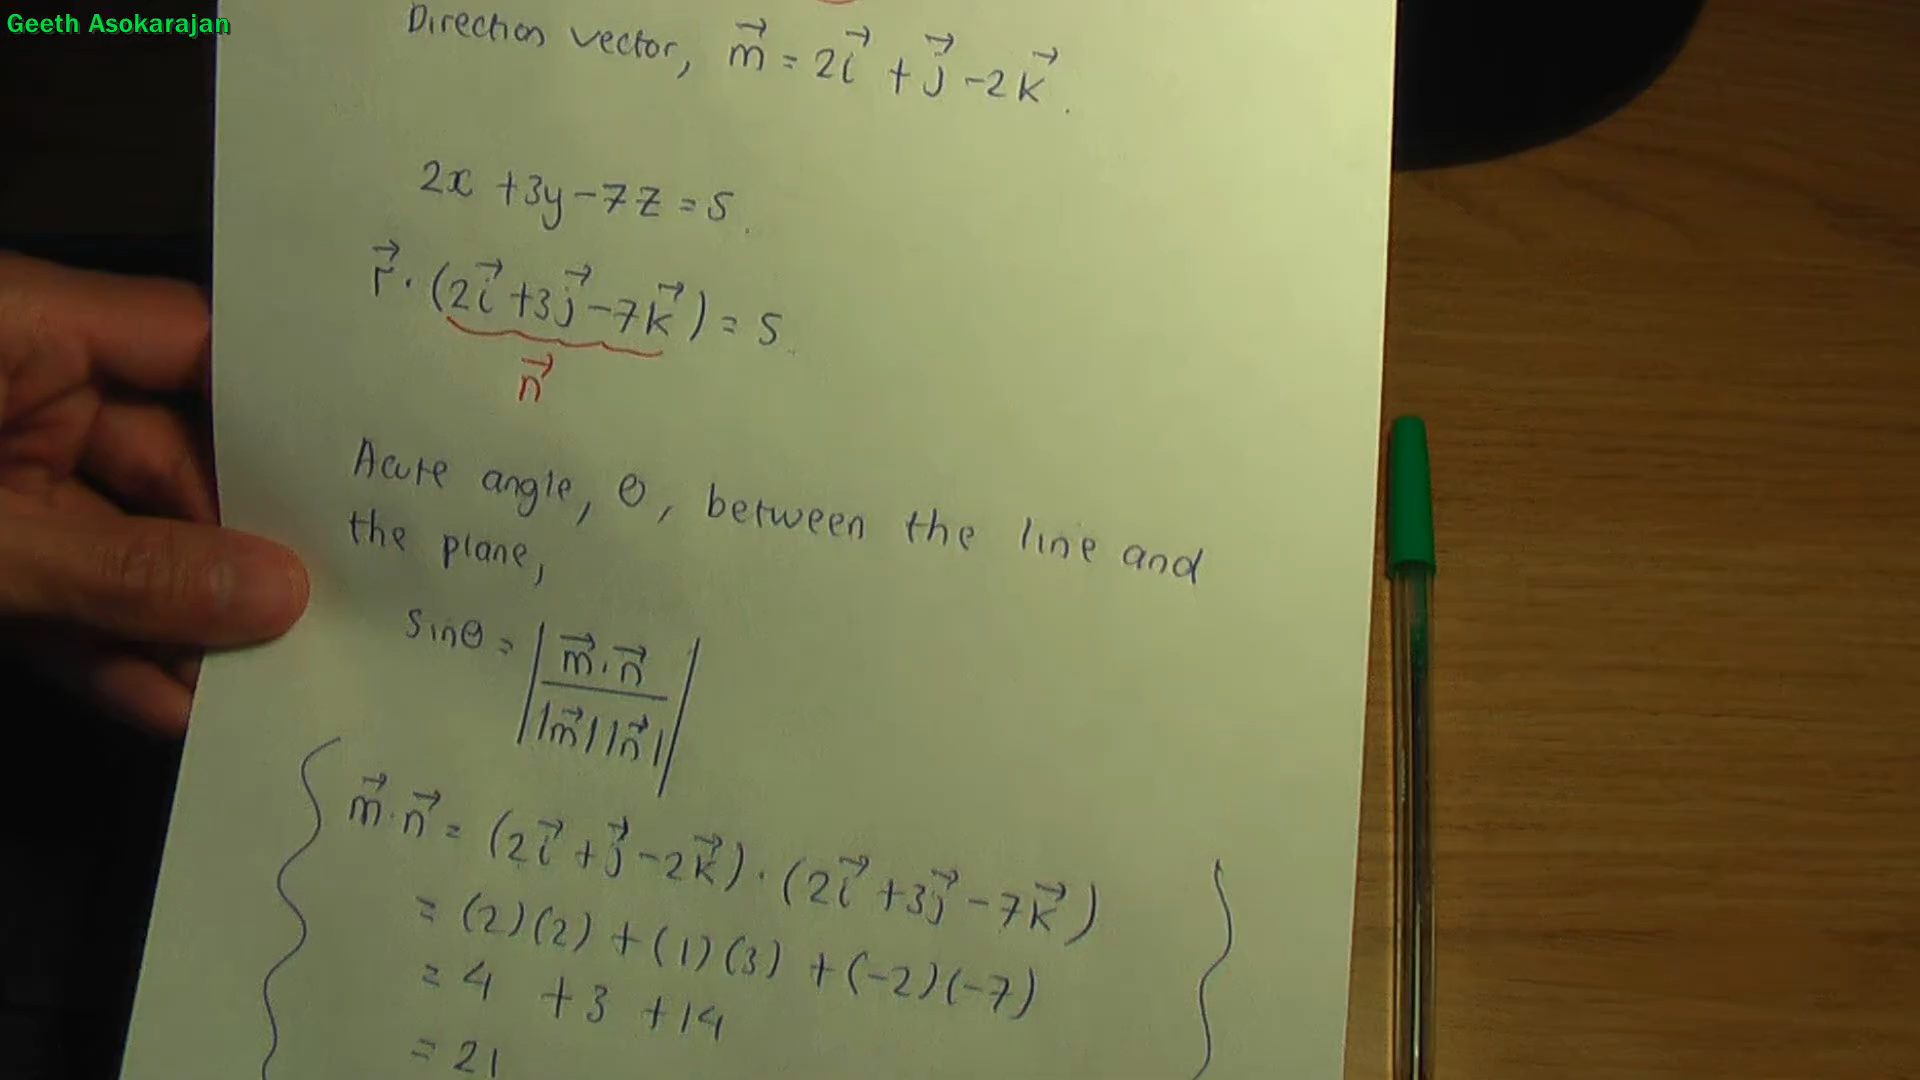 Geeth Asokarajan
Direction vector, m⃗ = 2i⃗ + j⃗ - 2k⃗.
2x + 3y - 7z = 5.
r⃗ · (2i⃗ + 3j⃗ - 7k⃗) = 5.
n⃗
Acute angle, θ, between the line and
the plane,
sinθ = | m⃗ · n⃗ / |m⃗| |n⃗| |
m⃗ · n⃗ = (2i⃗ + j⃗ - 2k⃗) · (2i⃗ + 3j⃗ - 7k⃗)
= (2)(2) + (1)(3) + (-2)(-7)
= 4 + 3 + 14
= 21